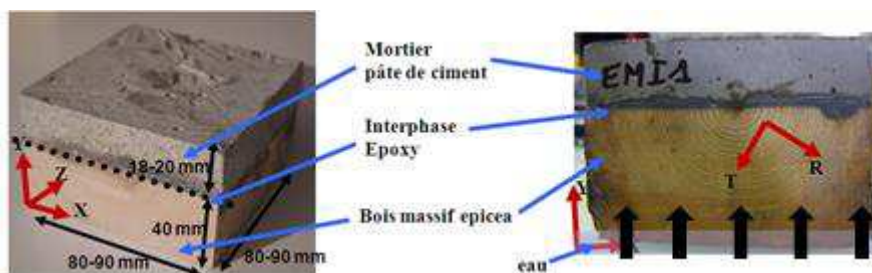 Mortier
pâte de ciment
EMI1
Interphase
Epoxy
18-20 mm
Y
Z
X
T
R
Y
Bois massif epicea
40 mm
80-90 mm
80-90 mm
eau